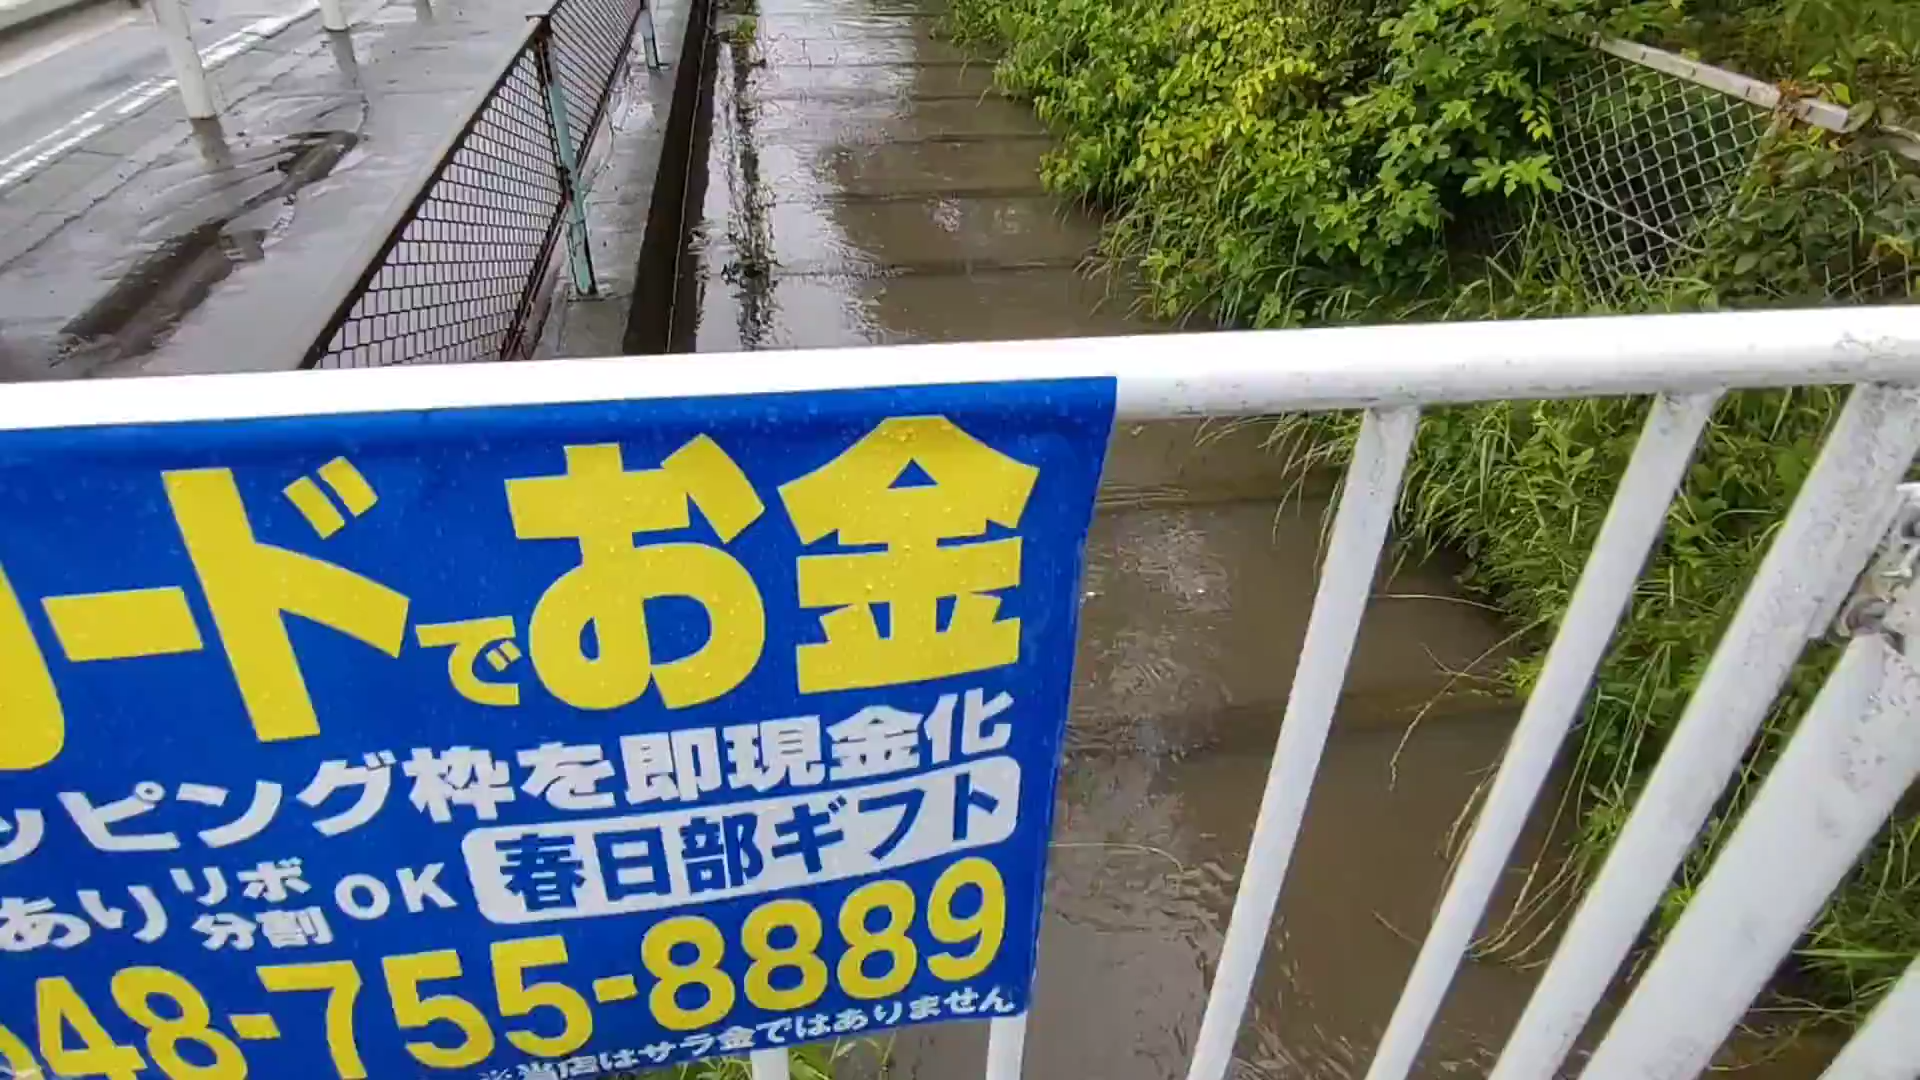 ードでお金
ッピング枠を即現金化
あり リボ 分割 OK 春日部ギフト
048-755-8889
※当店はサラ金ではありません